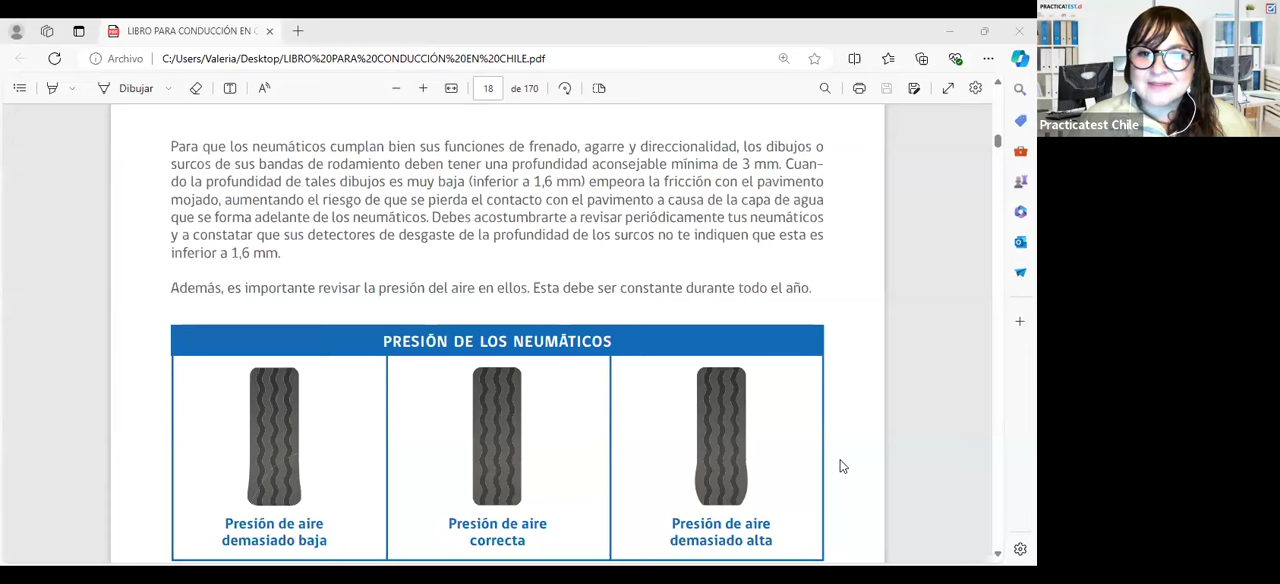 LIBRO PARA CONDUCCIÓN EN C
PRACTICATEST.cl
Archivo
C:/Users/Valeria/Desktop/LIBRO%20PARA%20CONDUCCIÓN%20EN%20CHILE.pdf
Dibujar
18
de 170
Practicatest Chile
Para que los neumáticos cumplan bien sus funciones de frenado, agarre y direccionalidad, los dibujos o
surcos de sus bandas de rodamiento deben tener una profundidad aconsejable mínima de 3 mm. Cuan-
do la profundidad de tales dibujos es muy baja (inferior a 1,6 mm) empeora la fricción con el pavimento
mojado, aumentando el riesgo de que se pierda el contacto con el pavimento a causa de la capa de agua
que se forma adelante de los neumáticos. Debes acostumbrarte a revisar periódicamente tus neumáticos
y a constatar que sus detectores de desgaste de la profundidad de los surcos no te indiquen que esta es
inferior a 1,6 mm.
Además, es importante revisar la presión del aire en ellos. Esta debe ser constante durante todo el año.
PRESIÓN DE LOS NEUMÁTICOS
Presión de aire
demasiado baja
Presión de aire
correcta
Presión de aire
demasiado alta